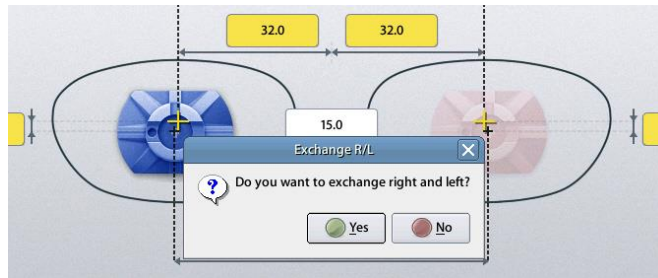 32.0 32.0
15.0
Exchange R/L
Do you want to exchange right and left?
Yes No